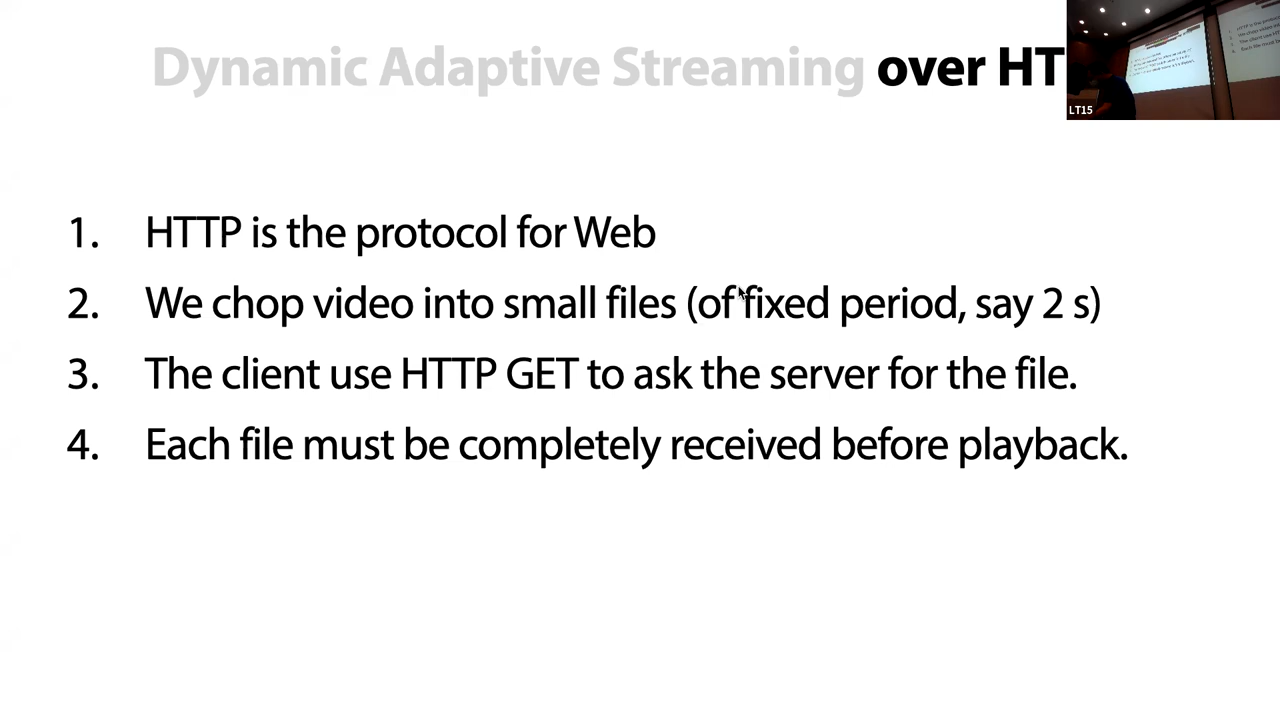 Dynamic Adaptive Streaming over HT
LT15
1. HTTP is the protocol for Web
2. We chop video into small files (of fixed period, say 2 s)
3. The client use HTTP GET to ask the server for the file.
4. Each file must be completely received before playback.